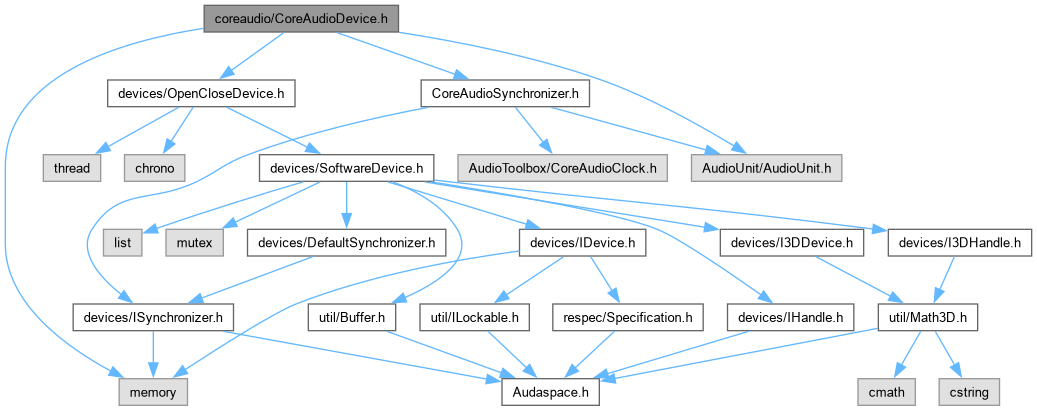 coreaudio/CoreAudioDevice.h
devices/OpenCloseDevice.h
CoreAudioSynchronizer.h
thread
chrono
devices/SoftwareDevice.h
AudioToolbox/CoreAudioClock.h
AudioUnit/AudioUnit.h
list
mutex
devices/DefaultSynchronizer.h
devices/IDevice.h
devices/I3DDevice.h
devices/I3DHandle.h
devices/ISynchronizer.h
util/Buffer.h
util/ILockable.h
respec/Specification.h
devices/IHandle.h
util/Math3D.h
memory
Audaspace.h
cmath
cstring